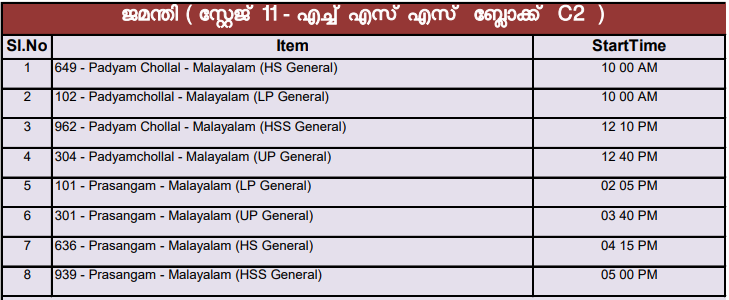 ജമന്തി ( സ്റ്റേജ് 11 - എച്ച് എസ് എസ് ബ്ലോക്ക് C2 )
Sl.No Item StartTime
1 649 - Padyam Chollal - Malayalam (HS General) 10 00 AM
2 102 - Padyamchollal - Malayalam (LP General) 10 00 AM
3 962 - Padyam Chollal - Malayalam (HSS General) 12 10 PM
4 304 - Padyamchollal - Malayalam (UP General) 12 40 PM
5 101 - Prasangam - Malayalam (LP General) 02 05 PM
6 301 - Prasangam - Malayalam (UP General) 03 40 PM
7 636 - Prasangam - Malayalam (HS General) 04 15 PM
8 939 - Prasangam - Malayalam (HSS General) 05 00 PM